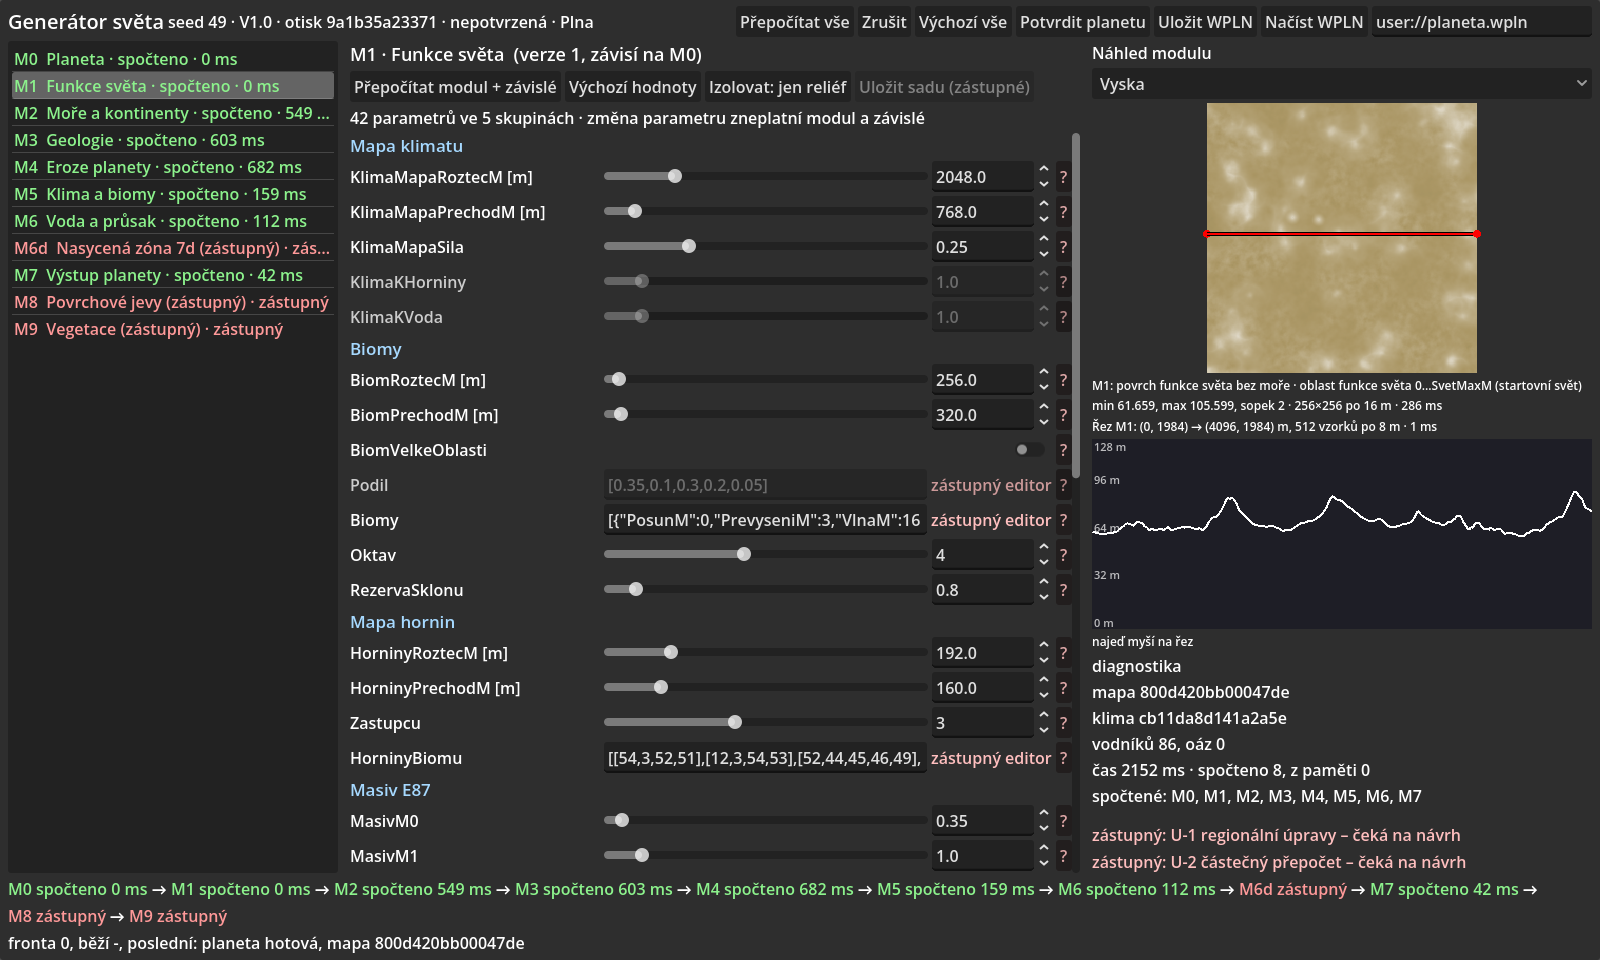 Generátor světa seed 49 · V1.0 · otisk 9a1b35a23371 · nepotvrzená · Plna
Přepočítat vše Zrušit Výchozí vše Potvrdit planetu Uložit WPLN Načíst WPLN user://planeta.wpln
M0 Planeta · spočteno · 0 ms
M1 Funkce světa · spočteno · 0 ms
M2 Moře a kontinenty · spočteno · 549 ...
M3 Geologie · spočteno · 603 ms
M4 Eroze planety · spočteno · 682 ms
M5 Klima a biomy · spočteno · 159 ms
M6 Voda a průsak · spočteno · 112 ms
M6d Nasycená zóna 7d (zástupný) · zás...
M7 Výstup planety · spočteno · 42 ms
M8 Povrchové jevy (zástupný) · zástupný
M9 Vegetace (zástupný) · zástupný
M1 · Funkce světa (verze 1, závisí na M0)
Přepočítat modul + závislé Výchozí hodnoty Izolovat: jen reliéf Uložit sadu (zástupné)
42 parametrů ve 5 skupinách · změna parametru zneplatní modul a závislé
Mapa klimatu
KlimaMapaRoztecM [m] 2048.0 ?
KlimaMapaPrechodM [m] 768.0 ?
KlimaMapaSila 0.25 ?
KlimaKHorniny 1.0 ?
KlimaKVoda 1.0 ?
Biomy
BiomRoztecM [m] 256.0 ?
BiomPrechodM [m] 320.0 ?
BiomVelkeOblasti ?
Podil [0.35,0.1,0.3,0.2,0.05] zástupný editor ?
Biomy [{"PosunM":0,"PrevyseniM":3,"VlnaM":16 zástupný editor ?
Oktav 4 ?
RezervaSklonu 0.8 ?
Mapa hornin
HorninyRoztecM [m] 192.0 ?
HorninyPrechodM [m] 160.0 ?
Zastupcu 3 ?
HorninyBiomu [[54,3,52,51],[12,3,54,53],[52,44,45,46,49], zástupný editor ?
Masiv E87
MasivM0 0.35 ?
MasivM1 1.0 ?
Náhled modulu
Vyska
M1: povrch funkce světa bez moře · oblast funkce světa 0...SvetMaxM (startovní svět)
min 61.659, max 105.599, sopek 2 · 256×256 po 16 m · 286 ms
Řez M1: (0, 1984) → (4096, 1984) m, 512 vzorků po 8 m · 1 ms
128 m
96 m
64 m
32 m
0 m
najeď myší na řez
diagnostika
mapa 800d420bb00047de
klima cb11da8d141a2a5e
vodníků 86, oáz 0
čas 2152 ms · spočteno 8, z paměti 0
spočtené: M0, M1, M2, M3, M4, M5, M6, M7
zástupný: U-1 regionální úpravy – čeká na návrh
zástupný: U-2 částečný přepočet – čeká na návrh
M0 spočteno 0 ms → M1 spočteno 0 ms → M2 spočteno 549 ms → M3 spočteno 603 ms → M4 spočteno 682 ms → M5 spočteno 159 ms → M6 spočteno 112 ms → M6d zástupný → M7 spočteno 42 ms →
M8 zástupný → M9 zástupný
fronta 0, běží -, poslední: planeta hotová, mapa 800d420bb00047de